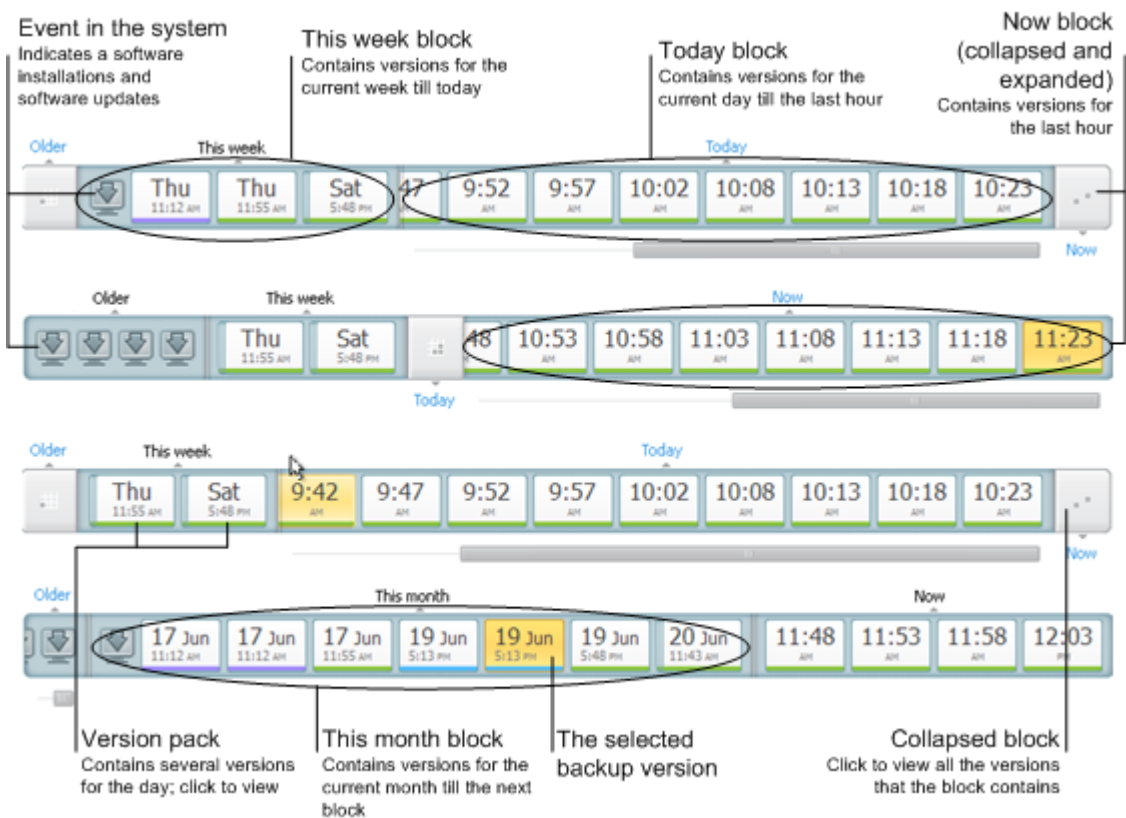 Event in the system
Indicates a software
installations and
software updates
This week block
Contains versions for the
current week till today
Today block
Contains versions for the
current day till the last hour
Now block
(collapsed and
expanded)
Contains versions for
the last hour
Older
This week
Today
Thu
11:12 AM
Thu
11:55 AM
Sat
5:48 PM
47
9:52
AM
9:57
AM
10:02
AM
10:08
AM
10:13
AM
10:18
AM
10:23
AM
Now
Older
This week
Now
Thu
11:55 AM
Sat
5:48 PM
48
10:53
AM
10:58
AM
11:03
AM
11:08
AM
11:13
AM
11:18
AM
11:23
AM
Today
Older
This week
Today
Thu
11:55 AM
Sat
5:48 PM
9:42
AM
9:47
AM
9:52
AM
9:57
AM
10:02
AM
10:08
AM
10:13
AM
10:18
AM
10:23
AM
Now
Older
This month
Now
17 Jun
11:12 AM
17 Jun
11:12 AM
17 Jun
11:55 AM
19 Jun
5:13 PM
19 Jun
5:13 PM
19 Jun
5:48 PM
20 Jun
11:43 AM
11:48
AM
11:53
AM
11:58
AM
12:03
PM
Version pack
Contains several versions
for the day; click to view
This month block
Contains versions for the
current month till the next
block
The selected
backup version
Collapsed block
Click to view all the versions
that the block contains